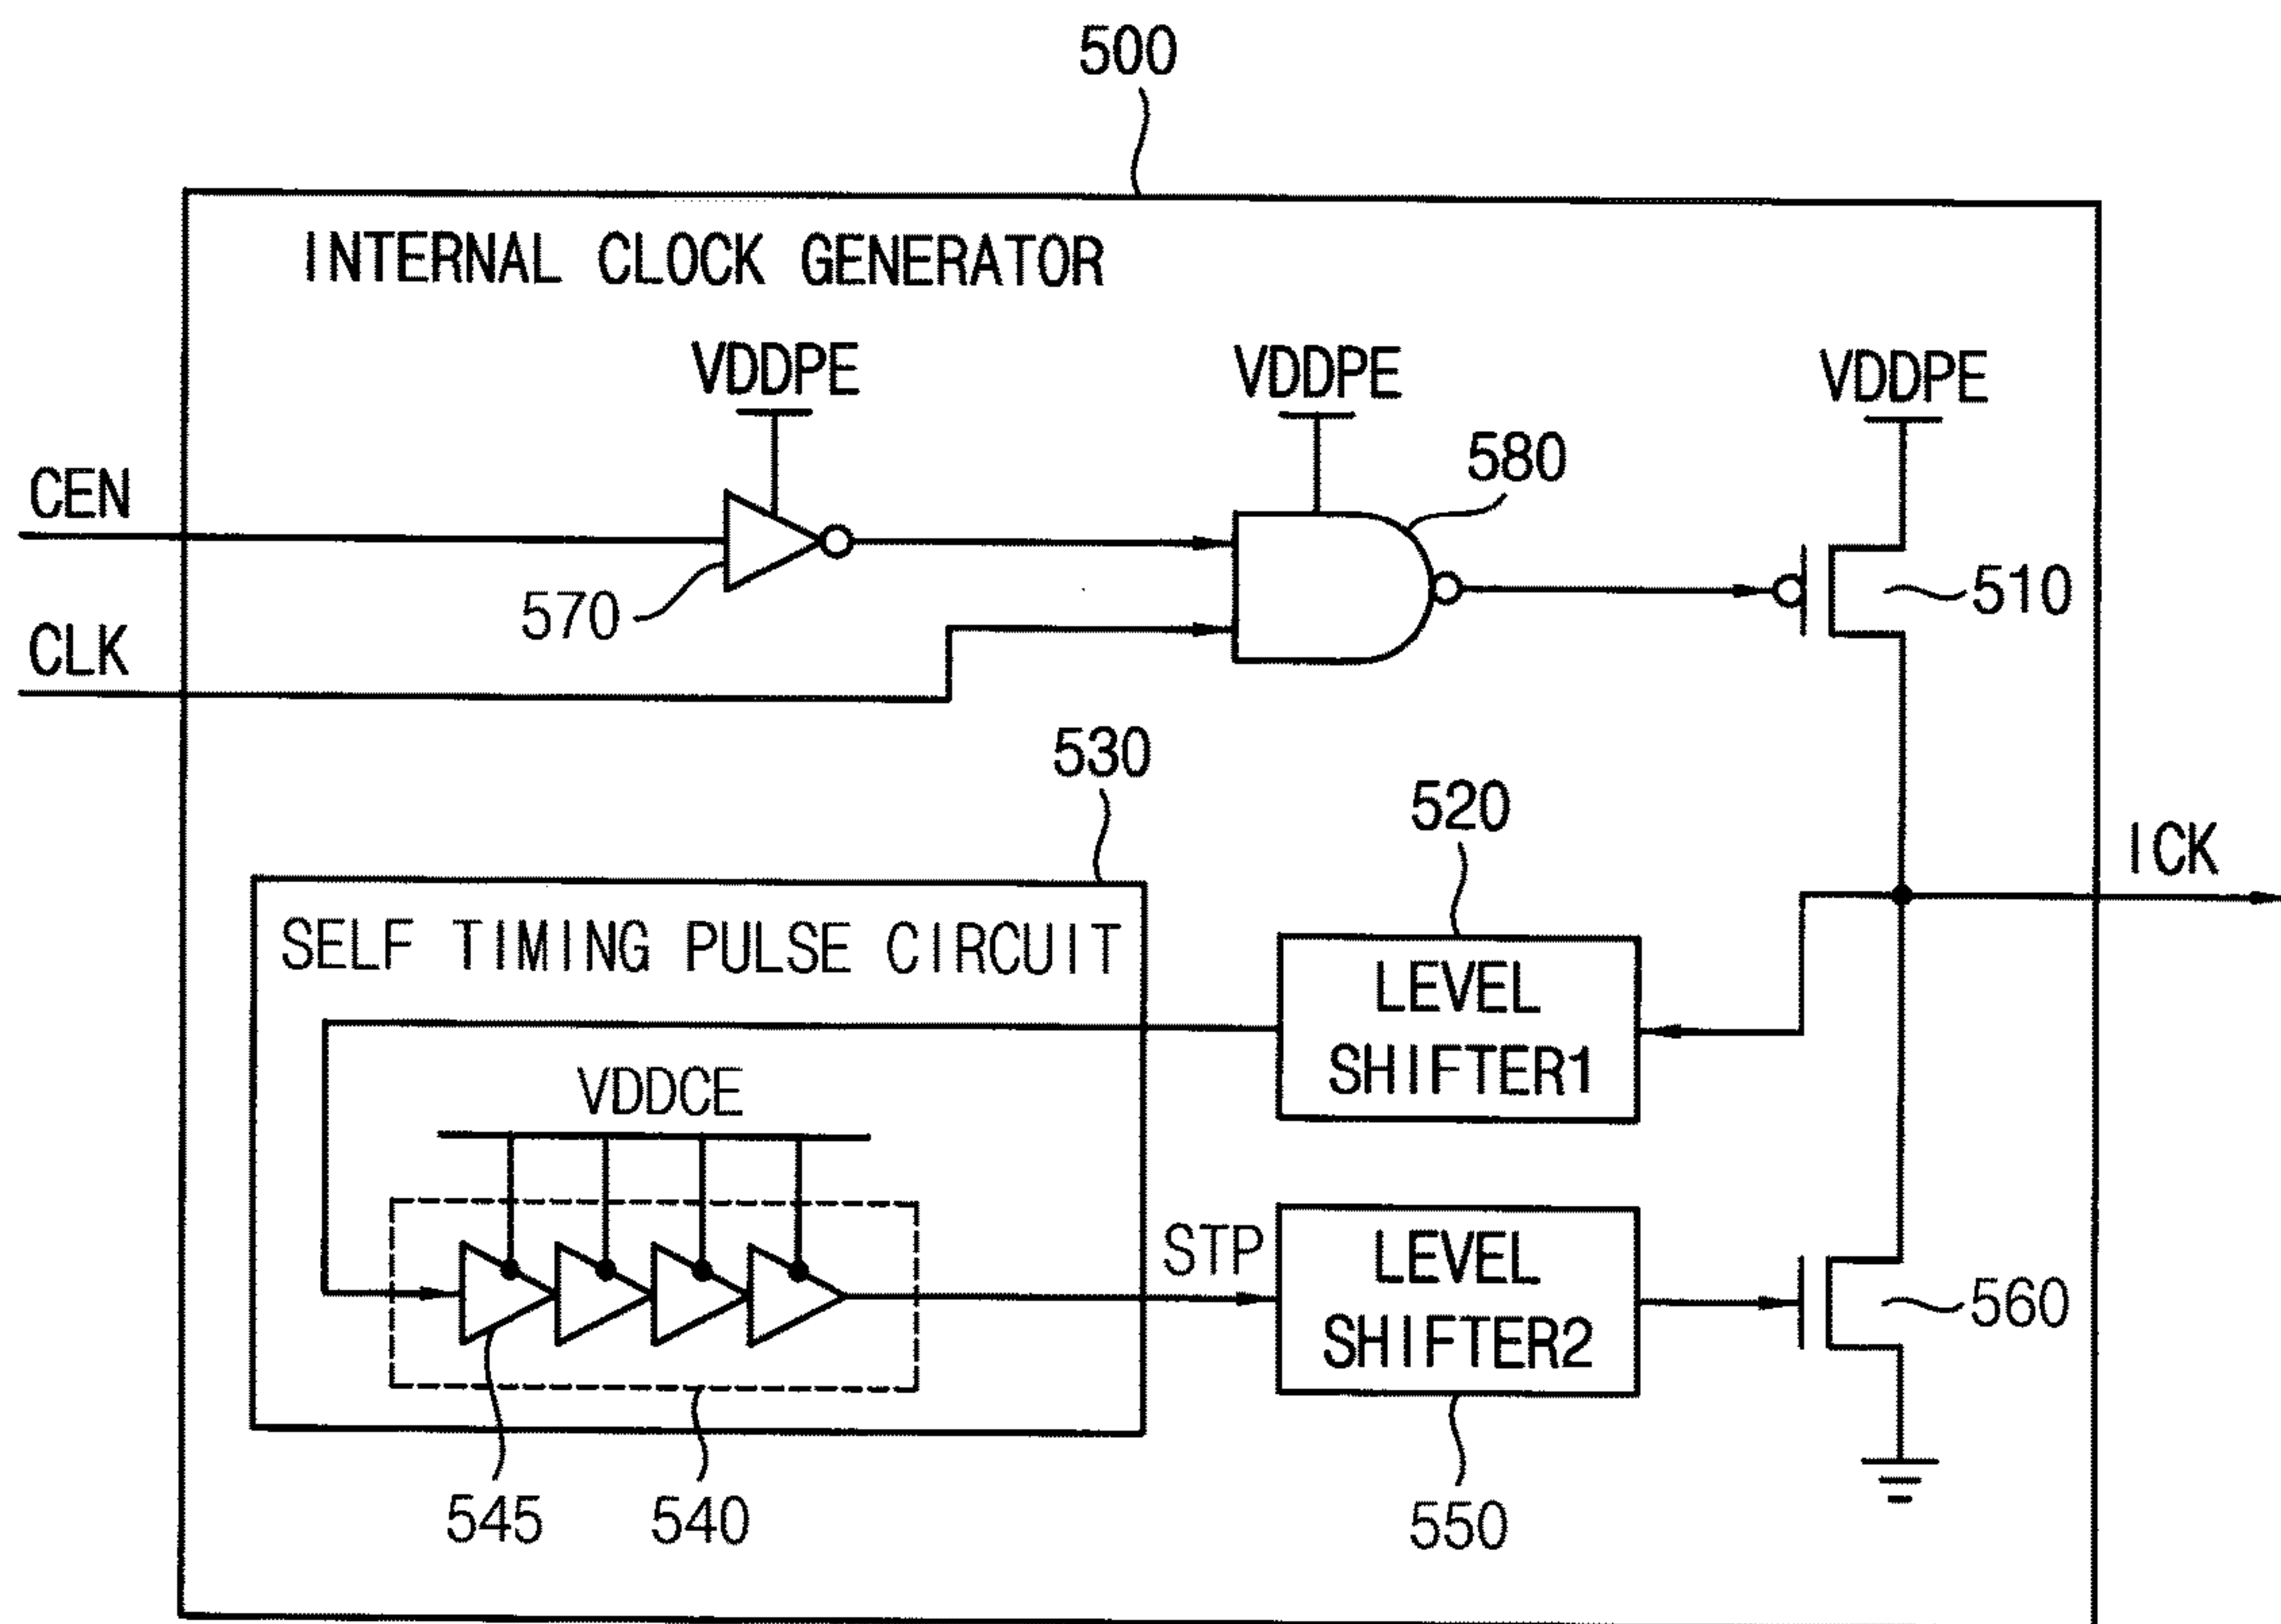 500
INTERNAL CLOCK GENERATOR
VDDPE
VDDPE
VDDPE
580
CEN
570
510
CLK
530
520
ICK
SELF TIMING PULSE CIRCUIT
LEVEL
SHIFTER1
VDDCE
STP
LEVEL
SHIFTER2
560
545
540
550